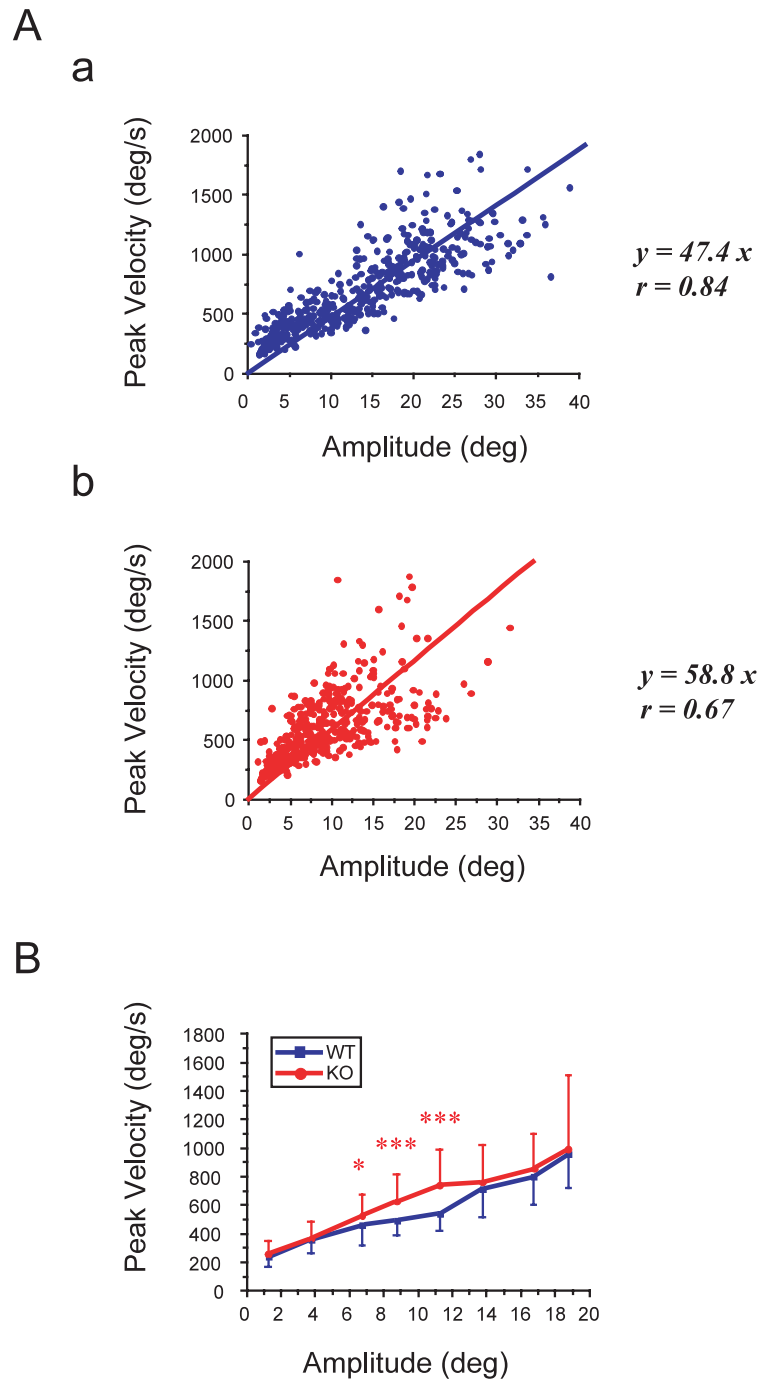 A
a
Peak Velocity (deg/s)
2000
1500
1000
500
0
0 5 10 15 20 25 30 35 40
Amplitude (deg)
y = 47.4 x
r = 0.84
b
Peak Velocity (deg/s)
2000
1500
1000
500
0
0 5 10 15 20 25 30 35 40
Amplitude (deg)
y = 58.8 x
r = 0.67
B
Peak Velocity (deg/s)
1800
1600
1400
1200
1000
800
600
400
200
0
WT
KO
*
***
***
0 2 4 6 8 10 12 14 16 18 20
Amplitude (deg)